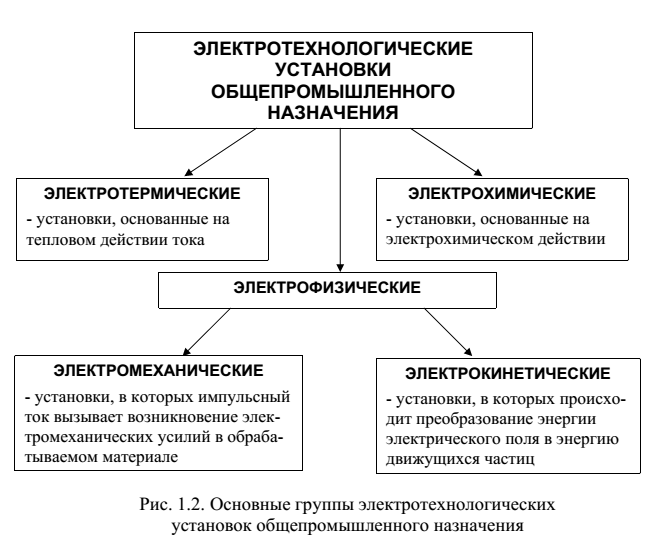 ЭЛЕКТРОТЕХНОЛОГИЧЕСКИЕ
УСТАНОВКИ
ОБЩЕПРОМЫШЛЕННОГО
НАЗНАЧЕНИЯ
ЭЛЕКТРОТЕРМИЧЕСКИЕ
- установки, основанные на
тепловом действии тока
ЭЛЕКТРОХИМИЧЕСКИЕ
- установки, основанные на
электрохимическом действии
ЭЛЕКТРОФИЗИЧЕСКИЕ
ЭЛЕКТРОМЕХАНИЧЕСКИЕ
- установки, в которых импульсный
ток вызывает возникновение элек-
тромеханических усилий в обраба-
тываемом материале
ЭЛЕКТРОКИНЕТИЧЕСКИЕ
- установки, в которых происхо-
дит преобразование энергии
электрического поля в энергию
движущихся частиц
Рис. 1.2. Основные группы электротехнологических
установок общепромышленного назначения